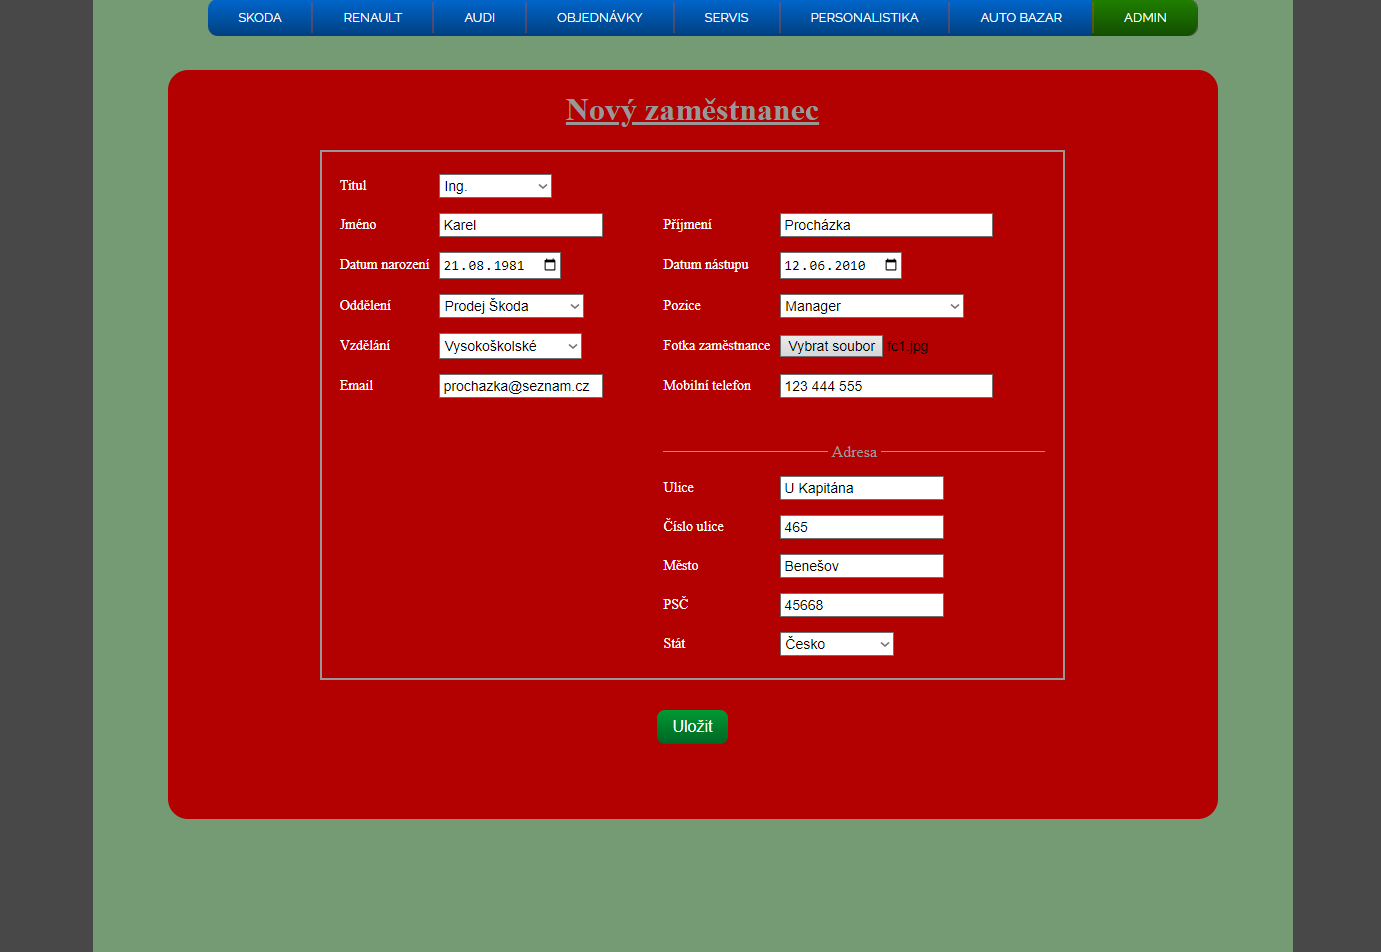 SKODA RENAULT AUDI OBJEDNÁVKY SERVIS PERSONALISTIKA AUTO BAZAR ADMIN
Nový zaměstnanec
Titul Ing.
Jméno Karel Příjmení Procházka
Datum narození 21.08.1981 Datum nástupu 12.06.2010
Oddělení Prodej Škoda Pozice Manager
Vzdělání Vysokoškolské Fotka zaměstnance Vybrat soubor fc1.jpg
Email prochazka@seznam.cz Mobilní telefon 123 444 555
Adresa
Ulice U Kapitána
Číslo ulice 465
Město Benešov
PSČ 45668
Stát Česko
Uložit